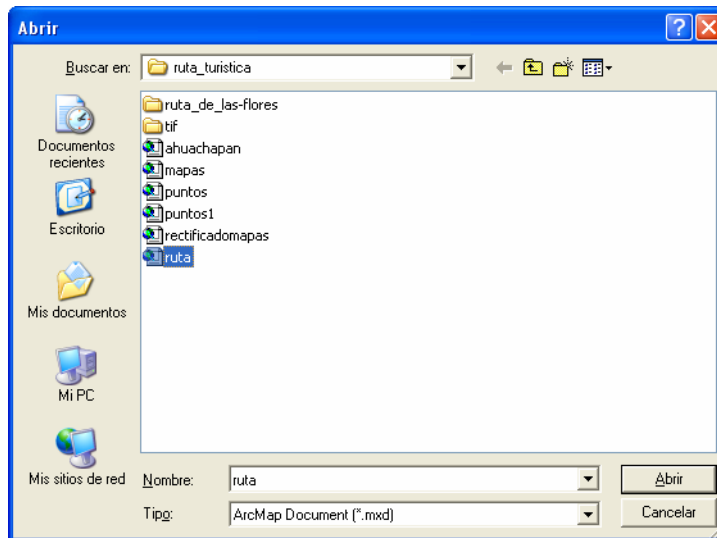 Abrir
Buscar en: ruta_turistica
Documentos
recientes
Escritorio
Mis documentos
Mi PC
Mis sitios de red
ruta_de_las-flores
tif
ahuachapan
mapas
puntos
puntos1
rectificadomapas
ruta
Nombre: ruta Abrir
Tipo: ArcMap Document (*.mxd) Cancelar